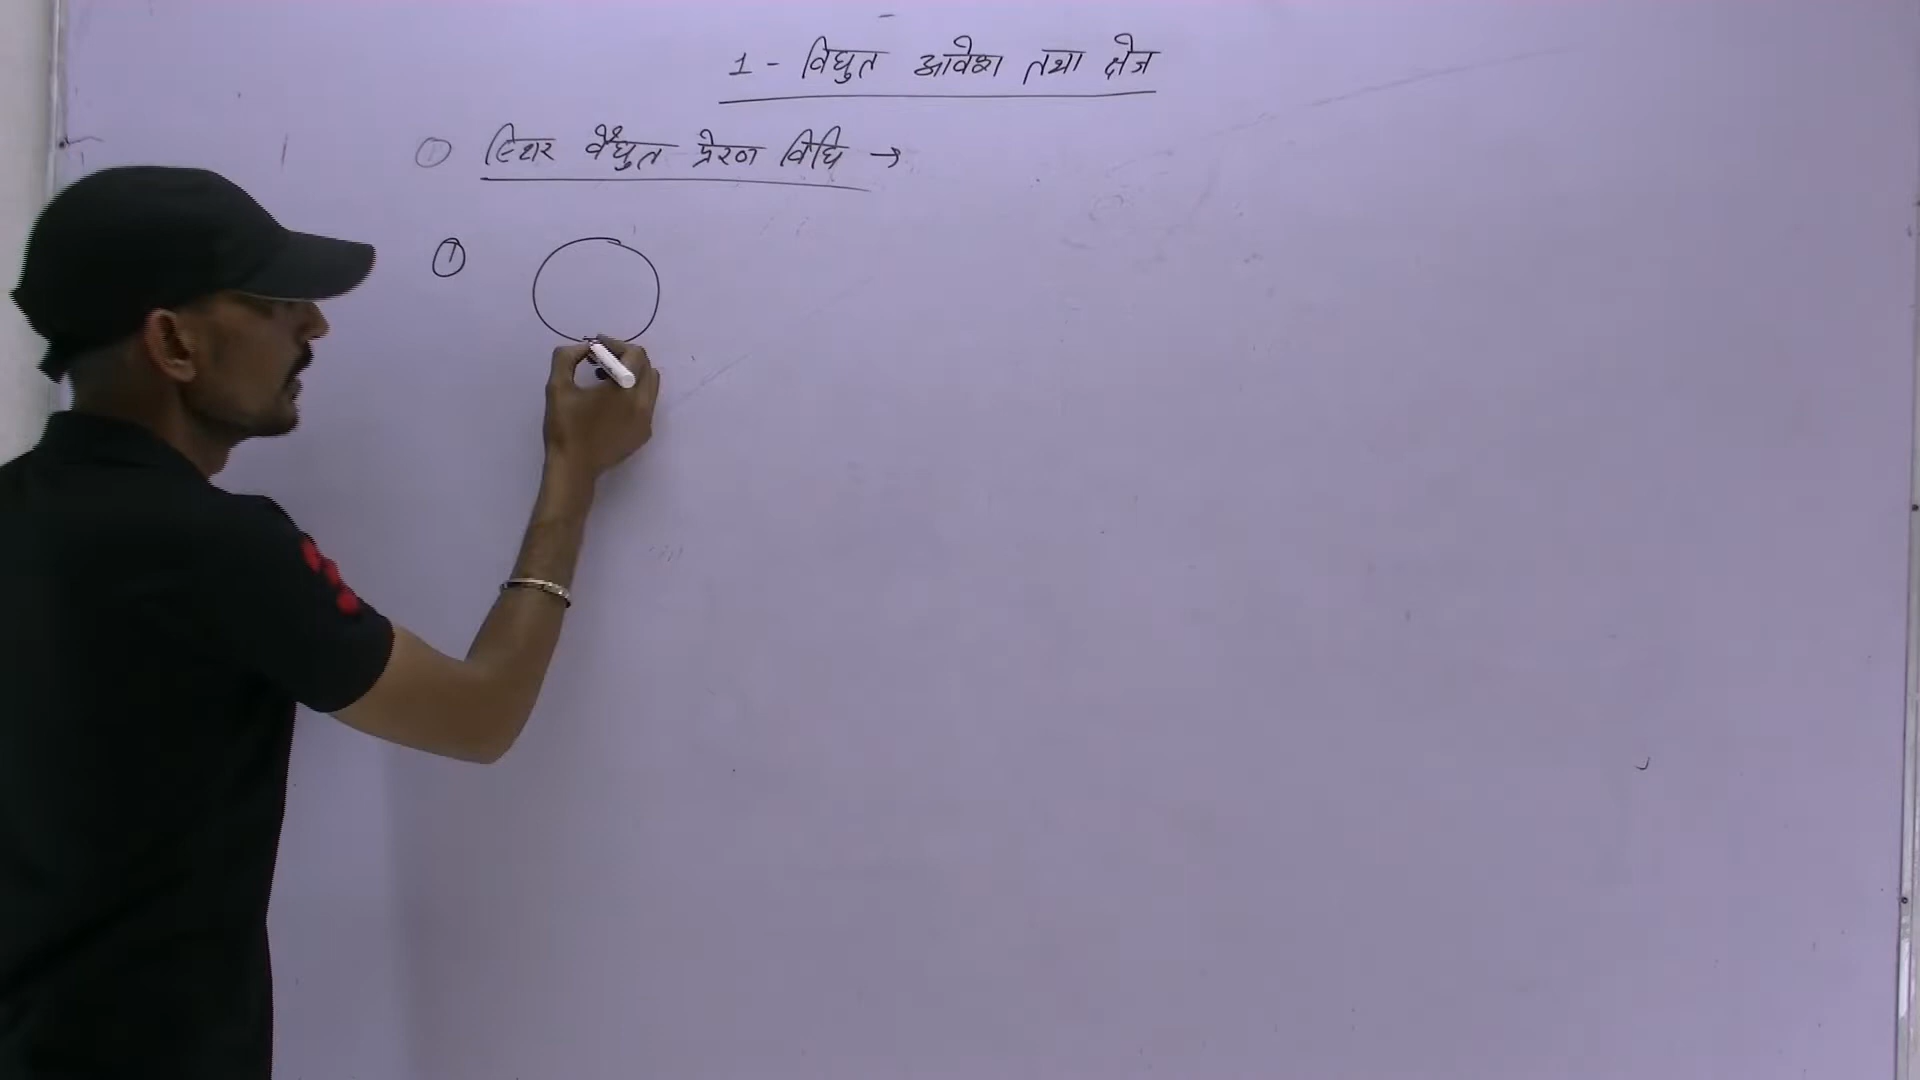 1 - विद्युत आवेश तथा क्षेत्र
① स्थिर वैद्युत प्रेरण विधि →
①